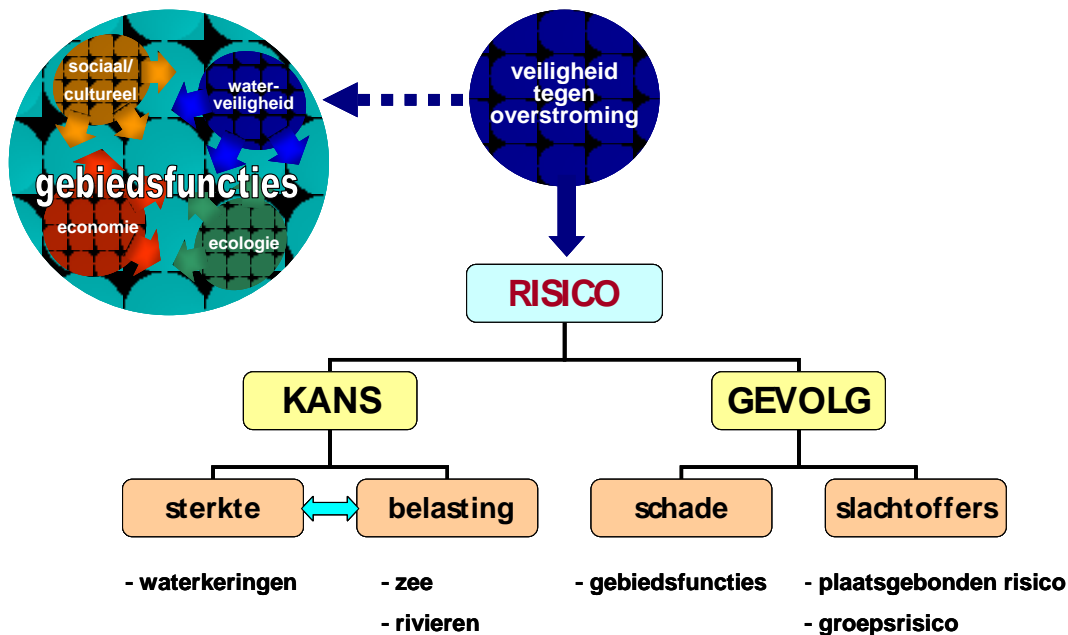 sociaal/
cultureel
water-
veiligheid
gebiedsfuncties
economie
ecologie
veiligheid
tegen
overstroming
RISICO
KANS
GEVOLG
sterkte
belasting
schade
slachtoffers
- waterkeringen
- zee
- rivieren
- gebiedsfuncties
- plaatsgebonden risico
- groepsrisico